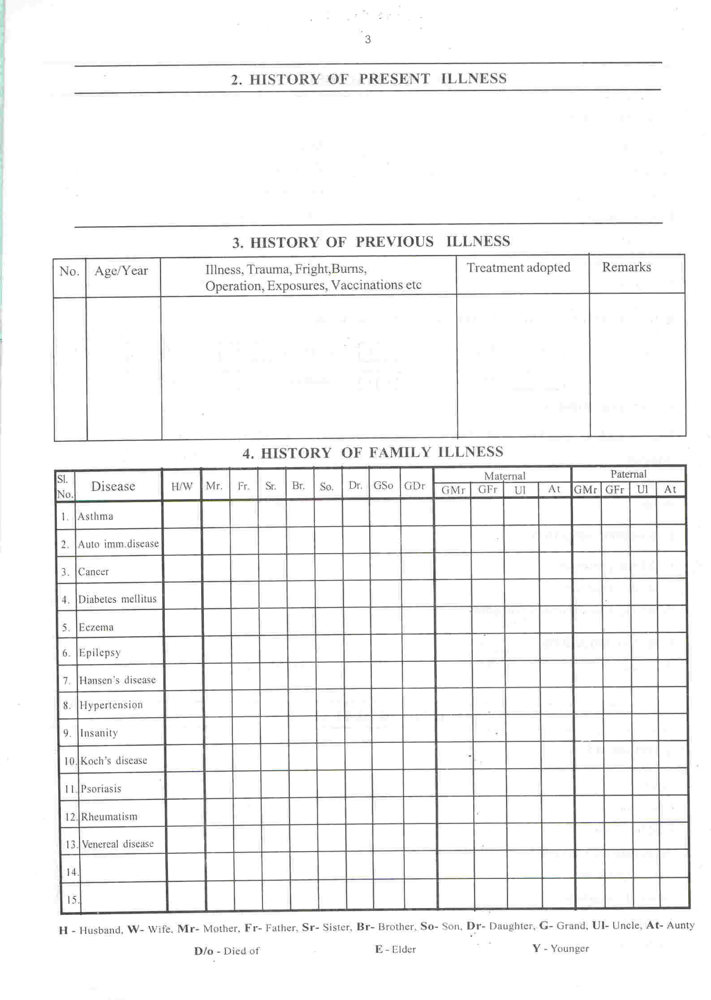 3
2. HISTORY OF PRESENT ILLNESS
3. HISTORY OF PREVIOUS ILLNESS
No. Age/Year Illness, Trauma, Fright,Burns, Treatment adopted Remarks
Operation, Exposures, Vaccinations etc
4. HISTORY OF FAMILY ILLNESS
Sl. No. Disease H/W Mr. Fr. Sr. Br. So. Dr. GSo GDr Maternal Paternal
GMr GFr Ul At GMr GFr Ul At
1. Asthma
2. Auto imm.disease
3. Cancer
4. Diabetes mellitus
5. Eczema
6. Epilepsy
7. Hansen's disease
8. Hypertension
9. Insanity
10. Koch's disease
11. Psoriasis
12. Rheumatism
13. Venereal disease
14.
15.
H - Husband, W- Wife, Mr- Mother, Fr- Father, Sr- Sister, Br- Brother, So- Son, Dr- Daughter, G- Grand, Ul- Uncle, At- Aunty
D/o - Died of E - Elder Y - Younger